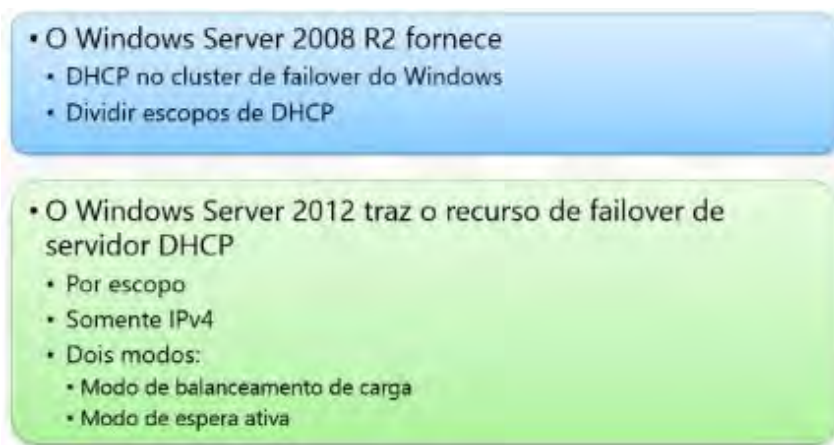 • O Windows Server 2008 R2 fornece
• DHCP no cluster de failover do Windows
• Dividir escopos de DHCP
• O Windows Server 2012 traz o recurso de failover de
servidor DHCP
• Por escopo
• Somente IPv4
• Dois modos:
• Modo de balanceamento de carga
• Modo de espera ativa